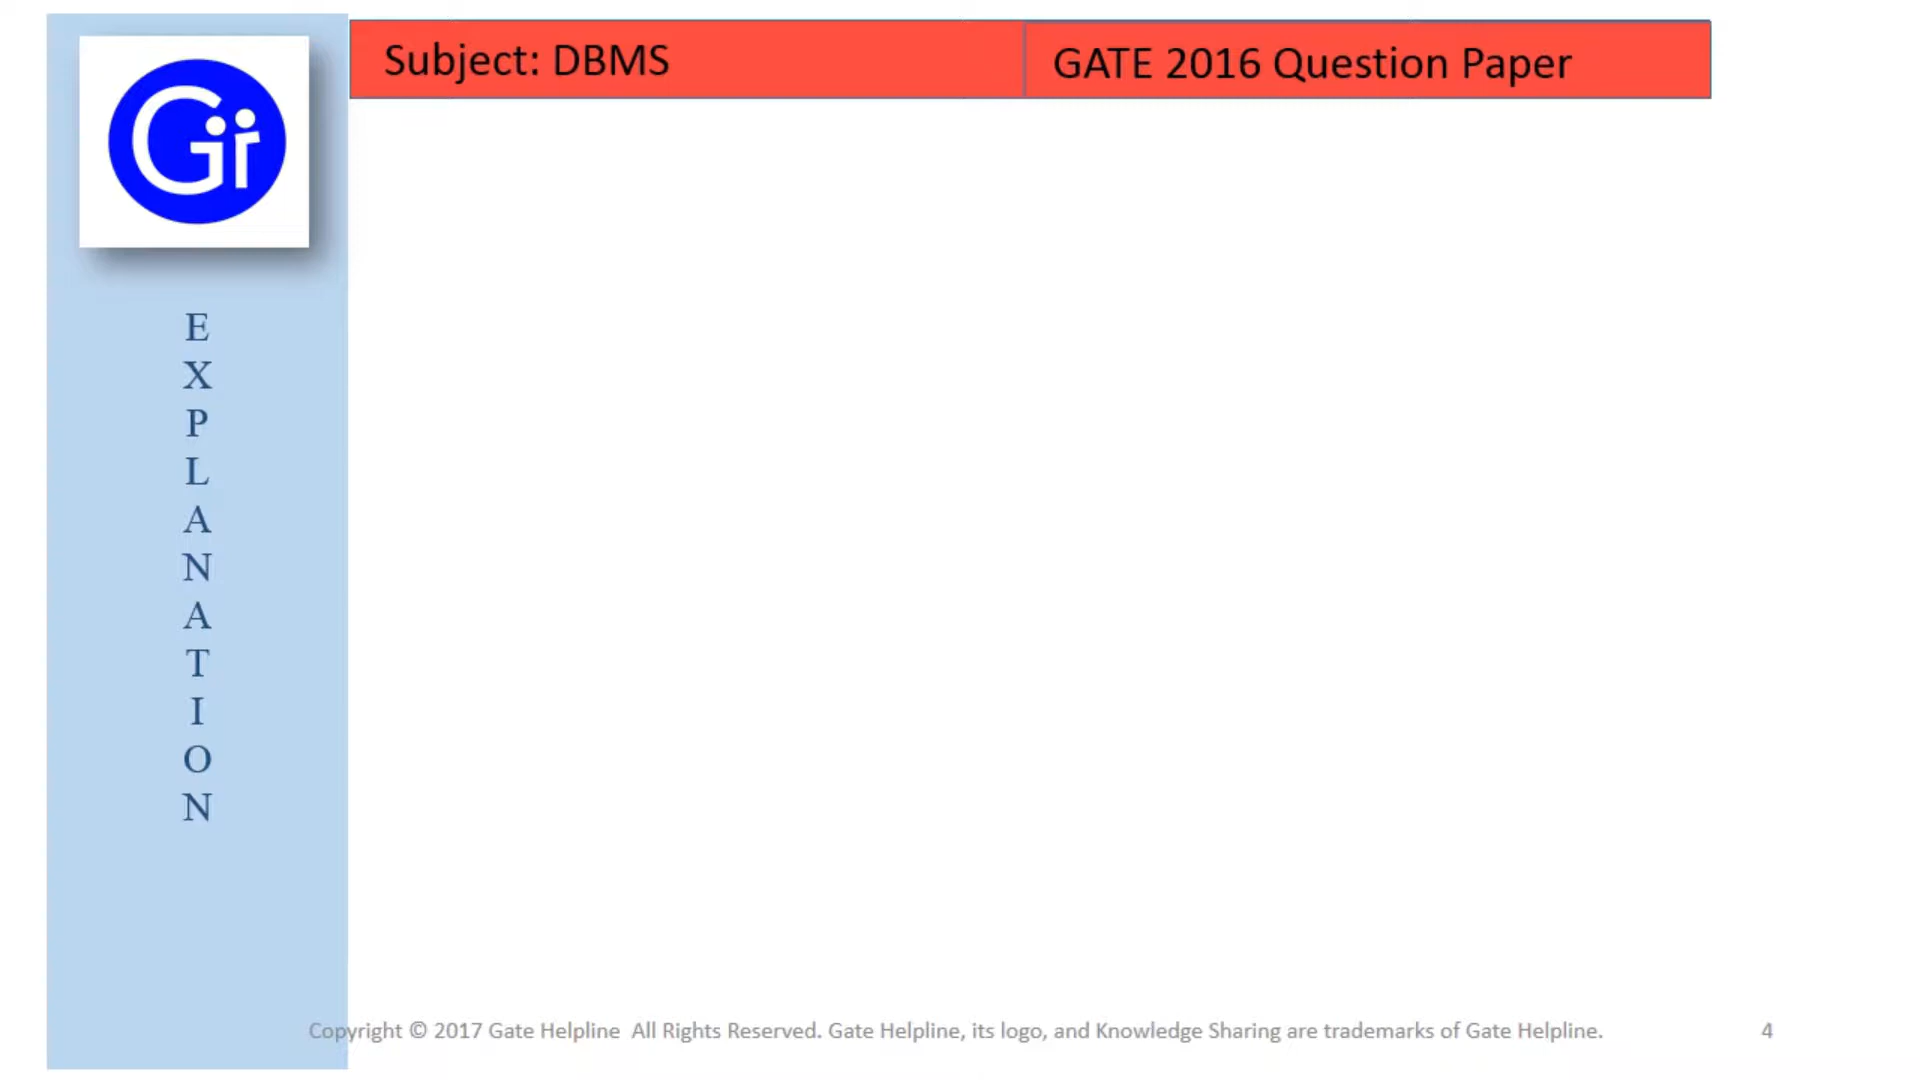 Subject: DBMS
GATE 2016 Question Paper
Gr
E
X
P
L
A
N
A
T
I
O
N
Copyright © 2017 Gate Helpline All Rights Reserved. Gate Helpline, its logo, and Knowledge Sharing are trademarks of Gate Helpline.
4